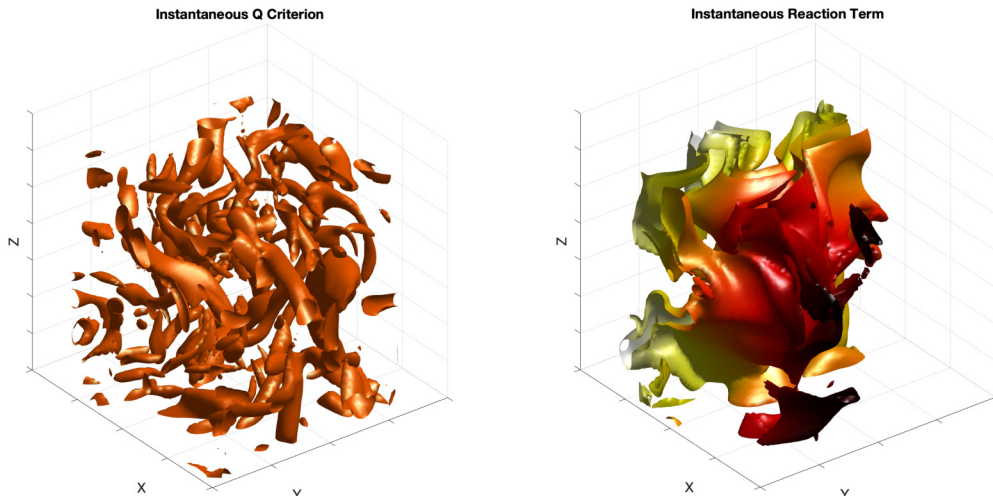 Instantaneous Q Criterion
Instantaneous Reaction Term
Z
X
Y
Z
X
Y